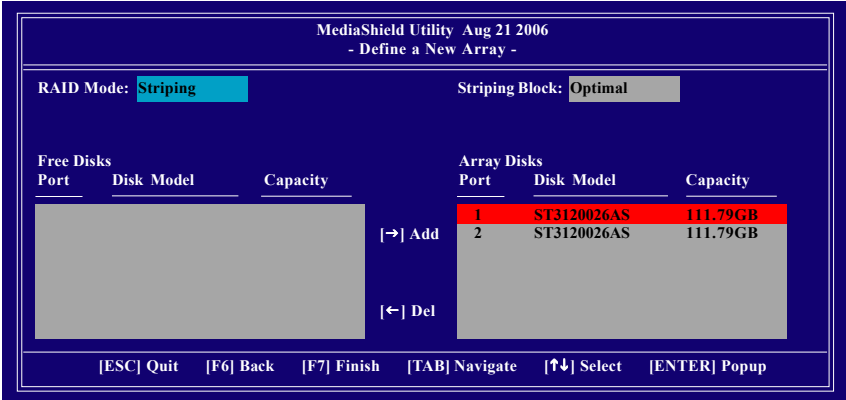 MediaShield Utility Aug 21 2006
- Define a New Array -
RAID Mode: Striping Striping Block: Optimal
Free Disks Array Disks
Port Disk Model Capacity Port Disk Model Capacity
1 ST3120026AS 111.79GB
[→] Add 2 ST3120026AS 111.79GB
[←] Del
[ESC] Quit [F6] Back [F7] Finish [TAB] Navigate [↑↓] Select [ENTER] Popup